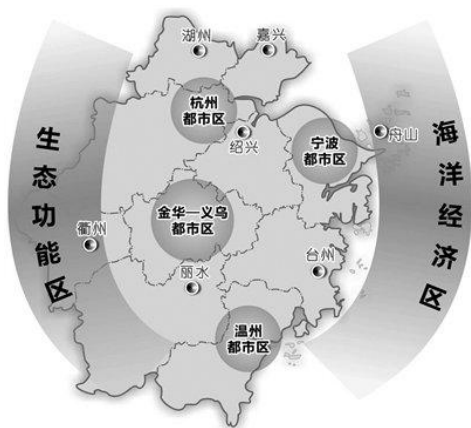 湖州
嘉兴
杭州
都市区
绍兴
宁波
都市区
舟山
生态功能区
海洋经济区
金华—义乌
都市区
衢州
台州
丽水
温州
都市区